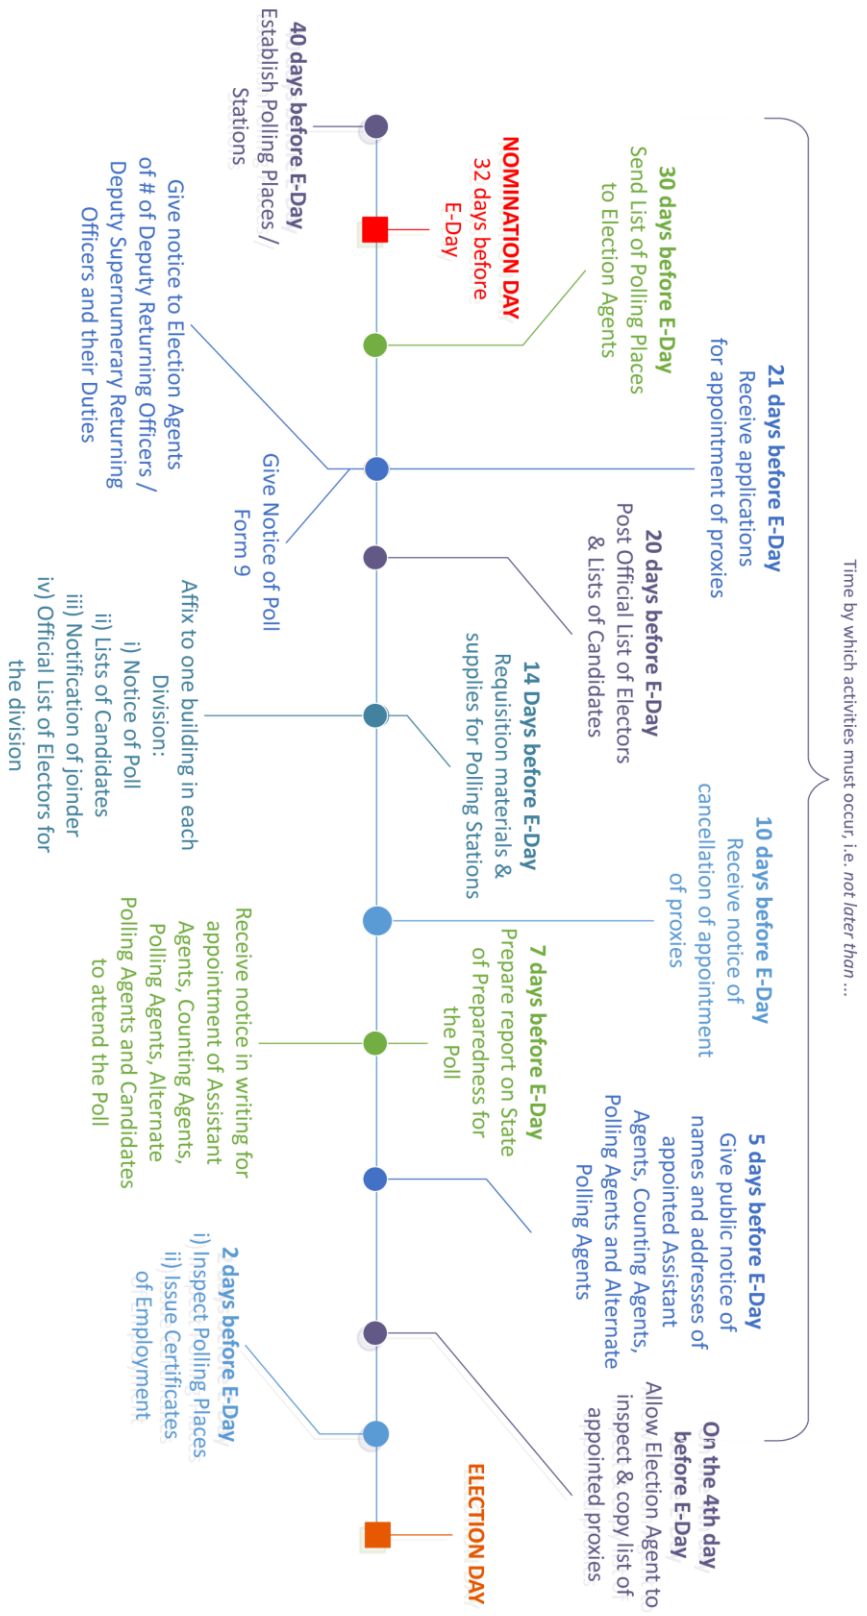 Time by which activities must occur, i.e. not later than ...
40 days before E-Day
Establish Polling Places /
Stations
NOMINATION DAY
32 days before
E-Day
30 days before E-Day
Send List of Polling Places
to Election Agents
21 days before E-Day
Receive applications
for appointment of proxies
Give notice to Election Agents
of # of Deputy Returning Officers /
Deputy Supernumerary Returning
Officers and their Duties
Give Notice of Poll
Form 9
20 days before E-Day
Post Official List of Electors
& Lists of Candidates
14 Days before E-Day
Requisition materials &
supplies for Polling Stations
Affix to one building in each
Division:
i) Notice of Poll
ii) Lists of Candidates
iii) Notification of joinder
iv) Official List of Electors for
the division
10 days before E-Day
Receive notice of
cancellation of appointment
of proxies
7 days before E-Day
Prepare report on State
of Preparedness for
the Poll
Receive notice in writing for
appointment of Assistant
Agents, Counting Agents,
Polling Agents, Alternate
Polling Agents and Candidates
to attend the Poll
5 days before E-Day
Give public notice of
names and addresses of
appointed Assistant
Agents, Counting Agents,
Polling Agents and Alternate
Polling Agents
On the 4th day
before E-Day
Allow Election Agent to
inspect & copy list of
appointed proxies
2 days before E-Day
i) Inspect Polling Places
ii) Issue Certificates
of Employment
ELECTION DAY